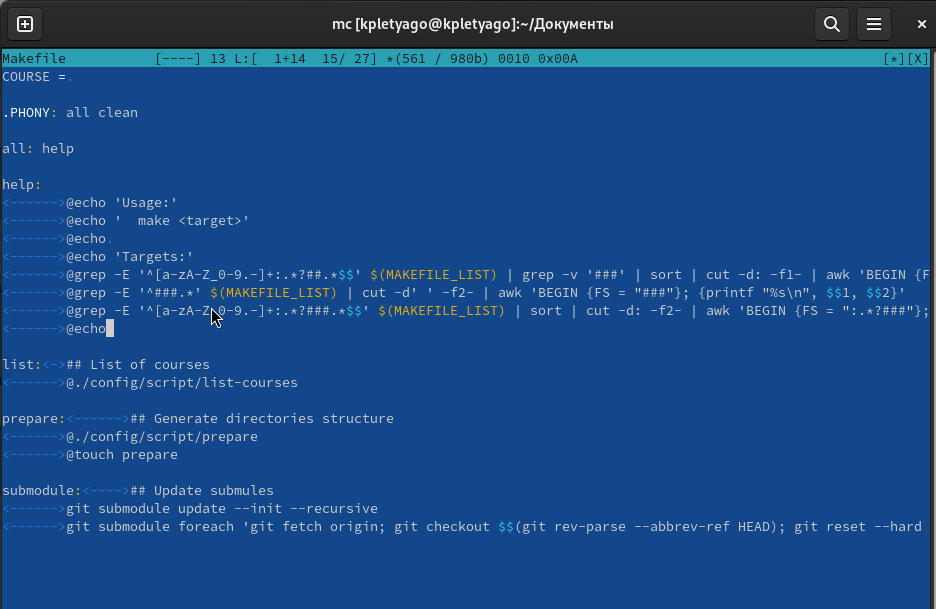 mc [kpletyago@kpletyago]:~/Документы
Makefile [----] 13 L:[ 1+14 15/ 27] *(561 / 980b) 0010 0x00A [*][X]
COURSE =.
.PHONY: all clean
all: help
help:
<------>@echo 'Usage:'
<------>@echo '  make <target>'
<------>@echo.
<------>@echo 'Targets:'
<------>@grep -E '^[a-zA-Z_0-9.-]+:.*?##.*$$' $(MAKEFILE_LIST) | grep -v '###' | sort | cut -d: -f1- | awk 'BEGIN {F
<------>@grep -E '^###.*' $(MAKEFILE_LIST) | cut -d' ' -f2- | awk 'BEGIN {FS = "###"}; {printf "%s\n", $$1, $$2}'
<------>@grep -E '^[a-zA-Z_0-9.-]+:.*?###.*$$' $(MAKEFILE_LIST) | sort | cut -d: -f2- | awk 'BEGIN {FS = ":.*?###"};
<------>@echo
list:<->## List of courses
<------>@./config/script/list-courses
prepare:<------>## Generate directories structure
<------>@./config/script/prepare
<------>@touch prepare
submodule:<---->## Update submules
<------>git submodule update --init --recursive
<------>git submodule foreach 'git fetch origin; git checkout $$(git rev-parse --abbrev-ref HEAD); git reset --hard